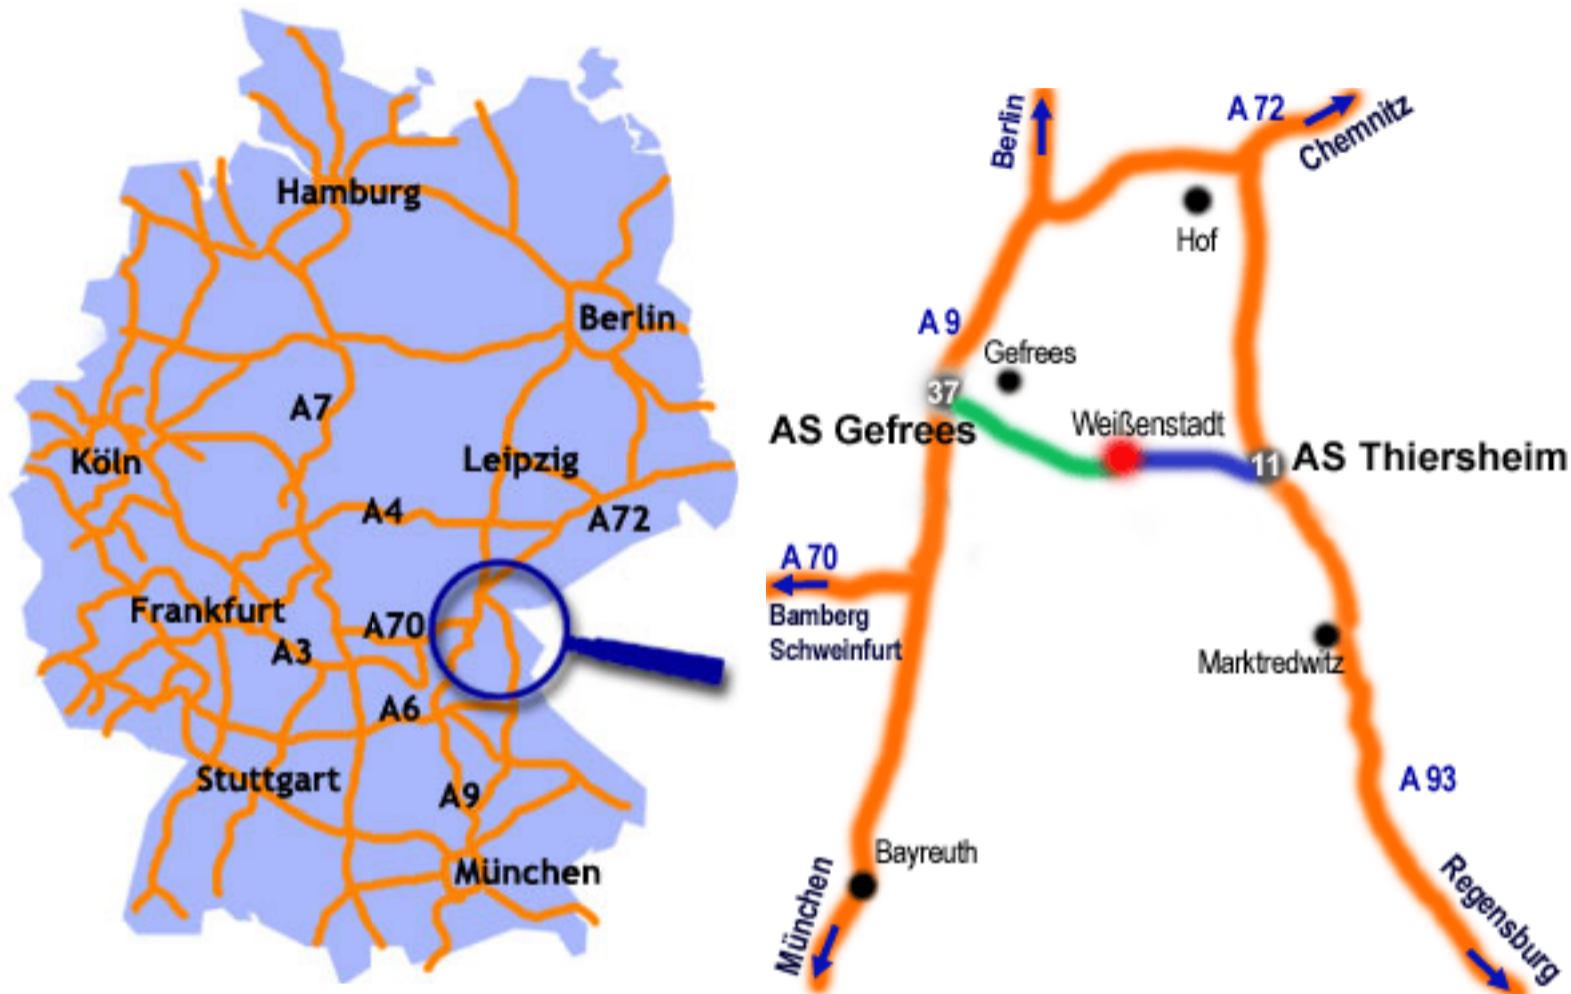 Hamburg
Berlin
A7
Köln
Leipzig
A4
A72
Frankfurt
A70
A3
A6
Stuttgart
A9
München
Berlin
A 72
Chemnitz
Hof
A 9
Gefrees
37
AS Gefrees
Weißenstadt
11
AS Thiersheim
A 70
Bamberg
Schweinfurt
Marktredwitz
A 93
Bayreuth
München
Regensburg